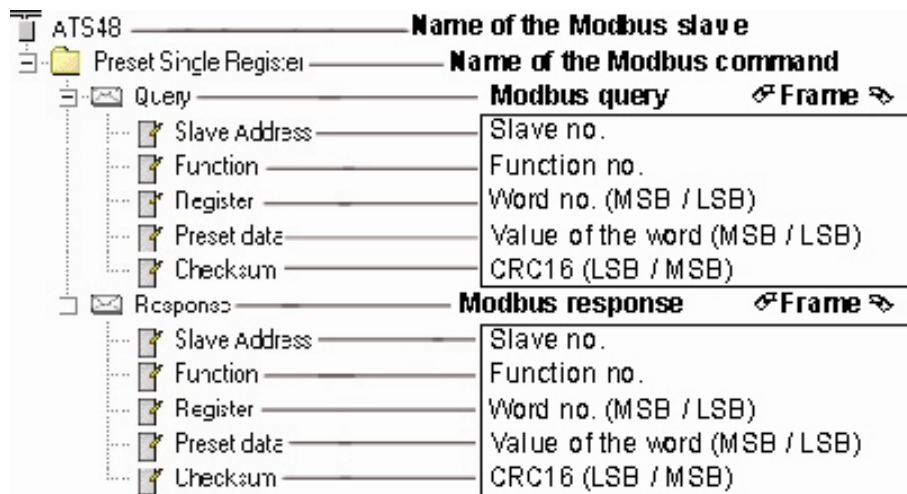 ATS48 Name of the Modbus slave
Preset Single Register Name of the Modbus command
Query Modbus query Frame
Slave Address Slave no.
Function Function no.
Register Word no. (MSB / LSB)
Preset data Value of the word (MSB / LSB)
Checksum CRC16 (LSB / MSB)
Response Modbus response Frame
Slave Address Slave no.
Function Function no.
Register Word no. (MSB / LSB)
Preset data Value of the word (MSB / LSB)
Checksum CRC16 (LSB / MSB)